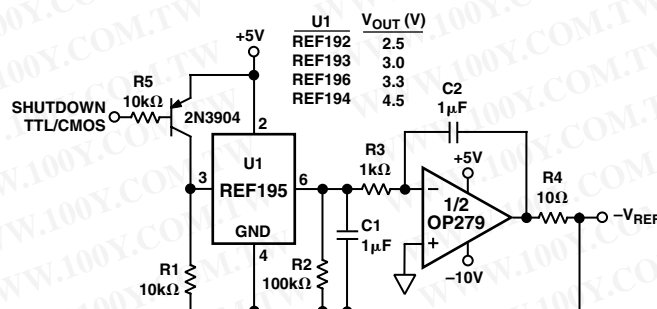 U1 VOUT (V)
REF192 2.5
REF193 3.0
REF196 3.3
REF194 4.5
+5V
R5
10kΩ
SHUTDOWN
TTL/CMOS
2N3904
2
U1
REF195
3
6
GND
4
R1
10kΩ
R2
100kΩ
C1
1μF
R3
1kΩ
C2
1μF
+5V
–
1/2
OP279
+
–10V
R4
10Ω
–VREF
WWW.100Y.COM.TW